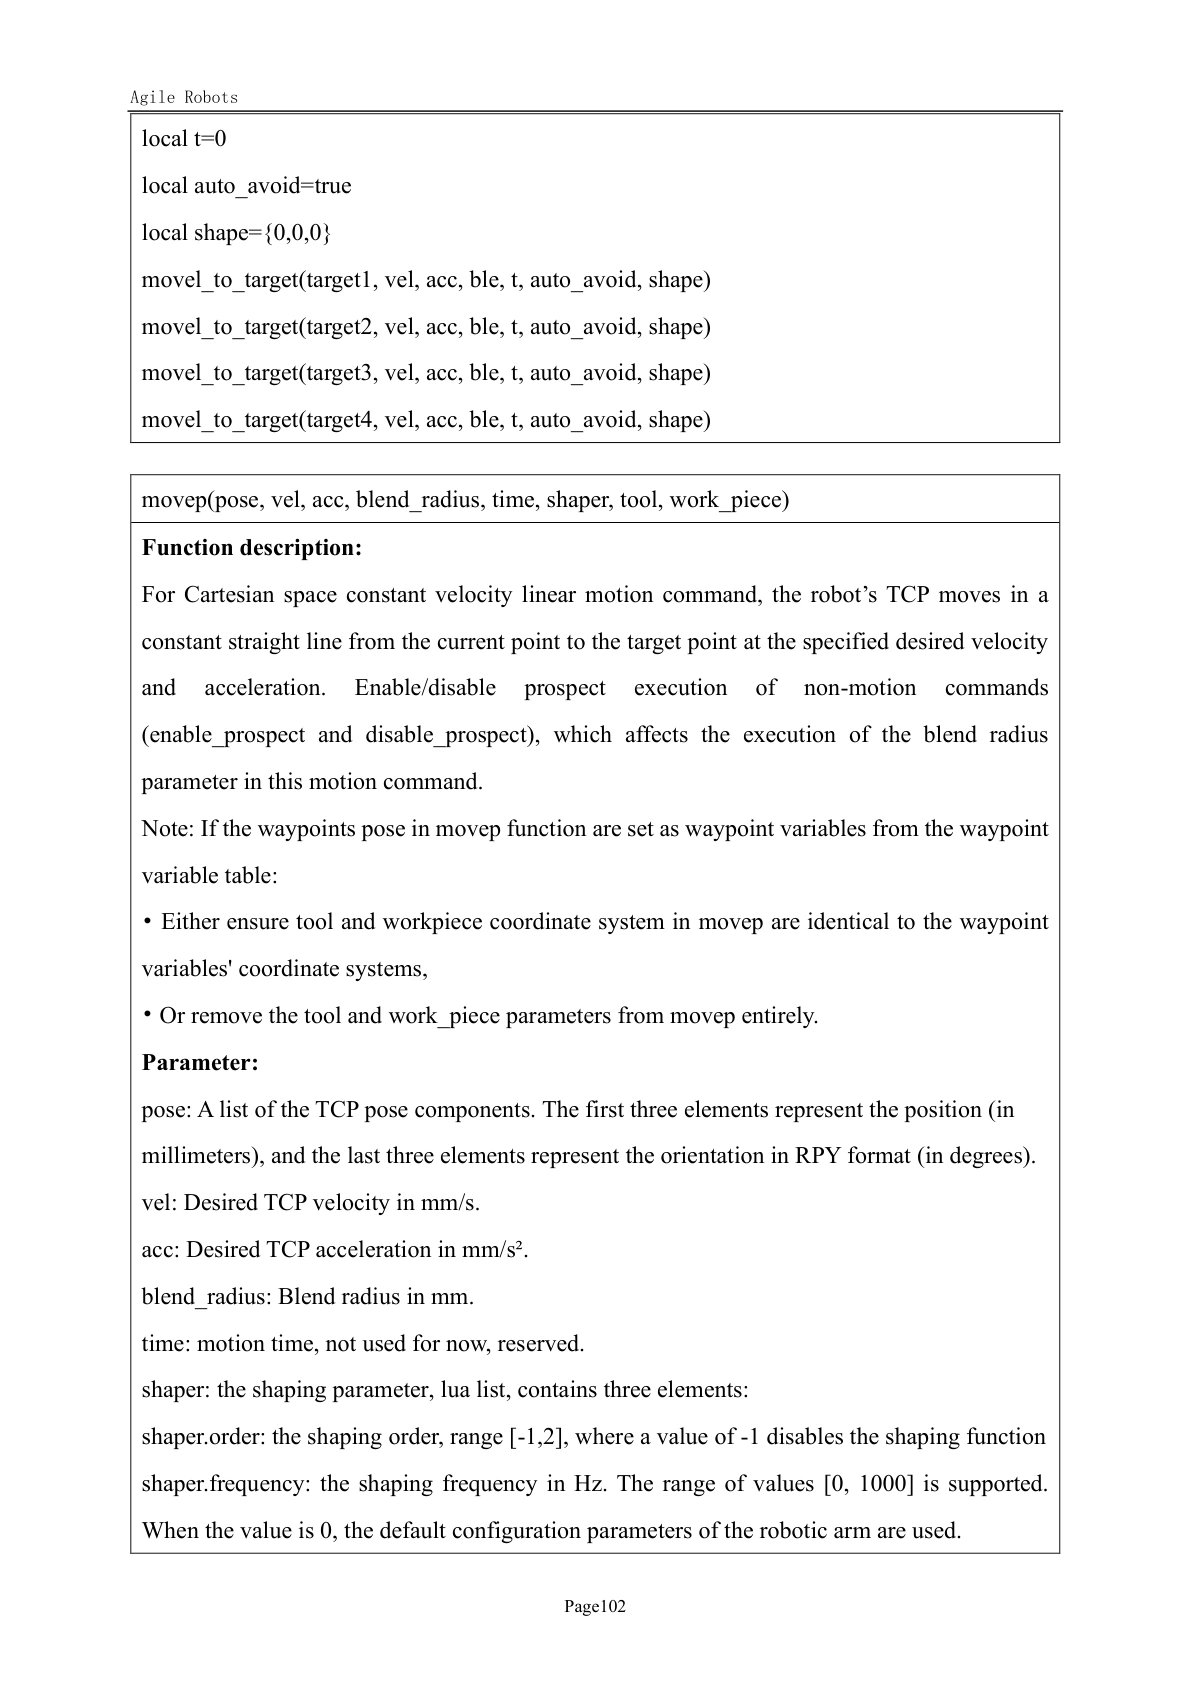 Agile Robots
local t=0
local auto_avoid=true
local shape={0,0,0}
movel_to_target(target1, vel, acc, ble, t, auto_avoid, shape)
movel_to_target(target2, vel, acc, ble, t, auto_avoid, shape)
movel_to_target(target3, vel, acc, ble, t, auto_avoid, shape)
movel_to_target(target4, vel, acc, ble, t, auto_avoid, shape)
movep(pose, vel, acc, blend_radius, time, shaper, tool, work_piece)
Function description:
For Cartesian space constant velocity linear motion command, the robot’s TCP moves in a
constant straight line from the current point to the target point at the specified desired velocity
and acceleration. Enable/disable prospect execution of non-motion commands
(enable_prospect and disable_prospect), which affects the execution of the blend radius
parameter in this motion command.
Note: If the waypoints pose in movep function are set as waypoint variables from the waypoint
variable table:
• Either ensure tool and workpiece coordinate system in movep are identical to the waypoint
variables' coordinate systems,
• Or remove the tool and work_piece parameters from movep entirely.
Parameter:
pose: A list of the TCP pose components. The first three elements represent the position (in
millimeters), and the last three elements represent the orientation in RPY format (in degrees).
vel: Desired TCP velocity in mm/s.
acc: Desired TCP acceleration in mm/s².
blend_radius: Blend radius in mm.
time: motion time, not used for now, reserved.
shaper: the shaping parameter, lua list, contains three elements:
shaper.order: the shaping order, range [-1,2], where a value of -1 disables the shaping function
shaper.frequency: the shaping frequency in Hz. The range of values [0, 1000] is supported.
When the value is 0, the default configuration parameters of the robotic arm are used.
Page102